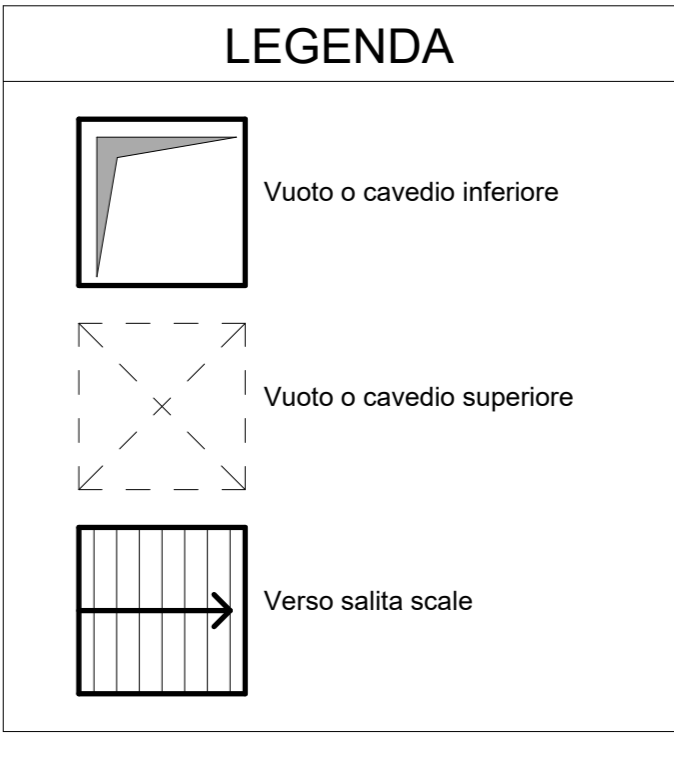 LEGENDA
Vuoto o cavedio inferiore
Vuoto o cavedio superiore
Verso salita scale